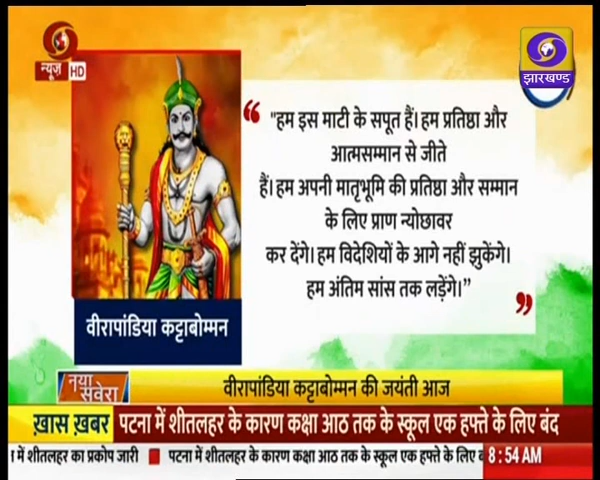 न्यूज़ HD
झारखण्ड
"हम इस माटी के सपूत हैं। हम प्रतिष्ठा और
आत्मसम्मान से जीते
हैं। हम अपनी मातृभूमि की प्रतिष्ठा और सम्मान
के लिए प्राण न्योछावर
कर देंगे। हम विदेशियों के आगे नहीं झुकेंगे।
हम अंतिम सांस तक लड़ेंगे।”
वीरापांडिया कट्टाबोम्मन
नया
सवेरा
वीरापांडिया कट्टाबोम्मन की जयंती आज
ख़ास ख़बर
पटना में शीतलहर के कारण कक्षा आठ तक के स्कूल एक हफ्ते के लिए बंद
में शीतलहर का प्रकोप जारी
पटना में शीतलहर के कारण कक्षा आठ तक के स्कूल एक हफ्ते के लिए
8:54 AM